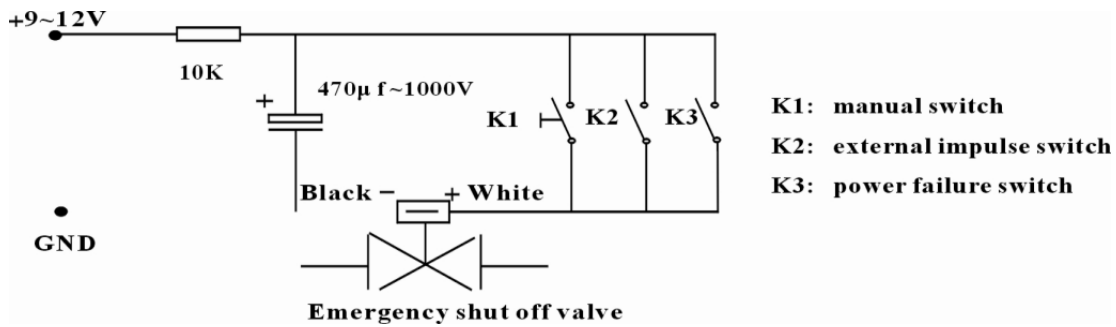 +9~12V
10K
+
470μ f~1000V
K1
K2
K3
K1: manual switch
K2: external impulse switch
K3: power failure switch
Black − + White
GND
Emergency shut off valve